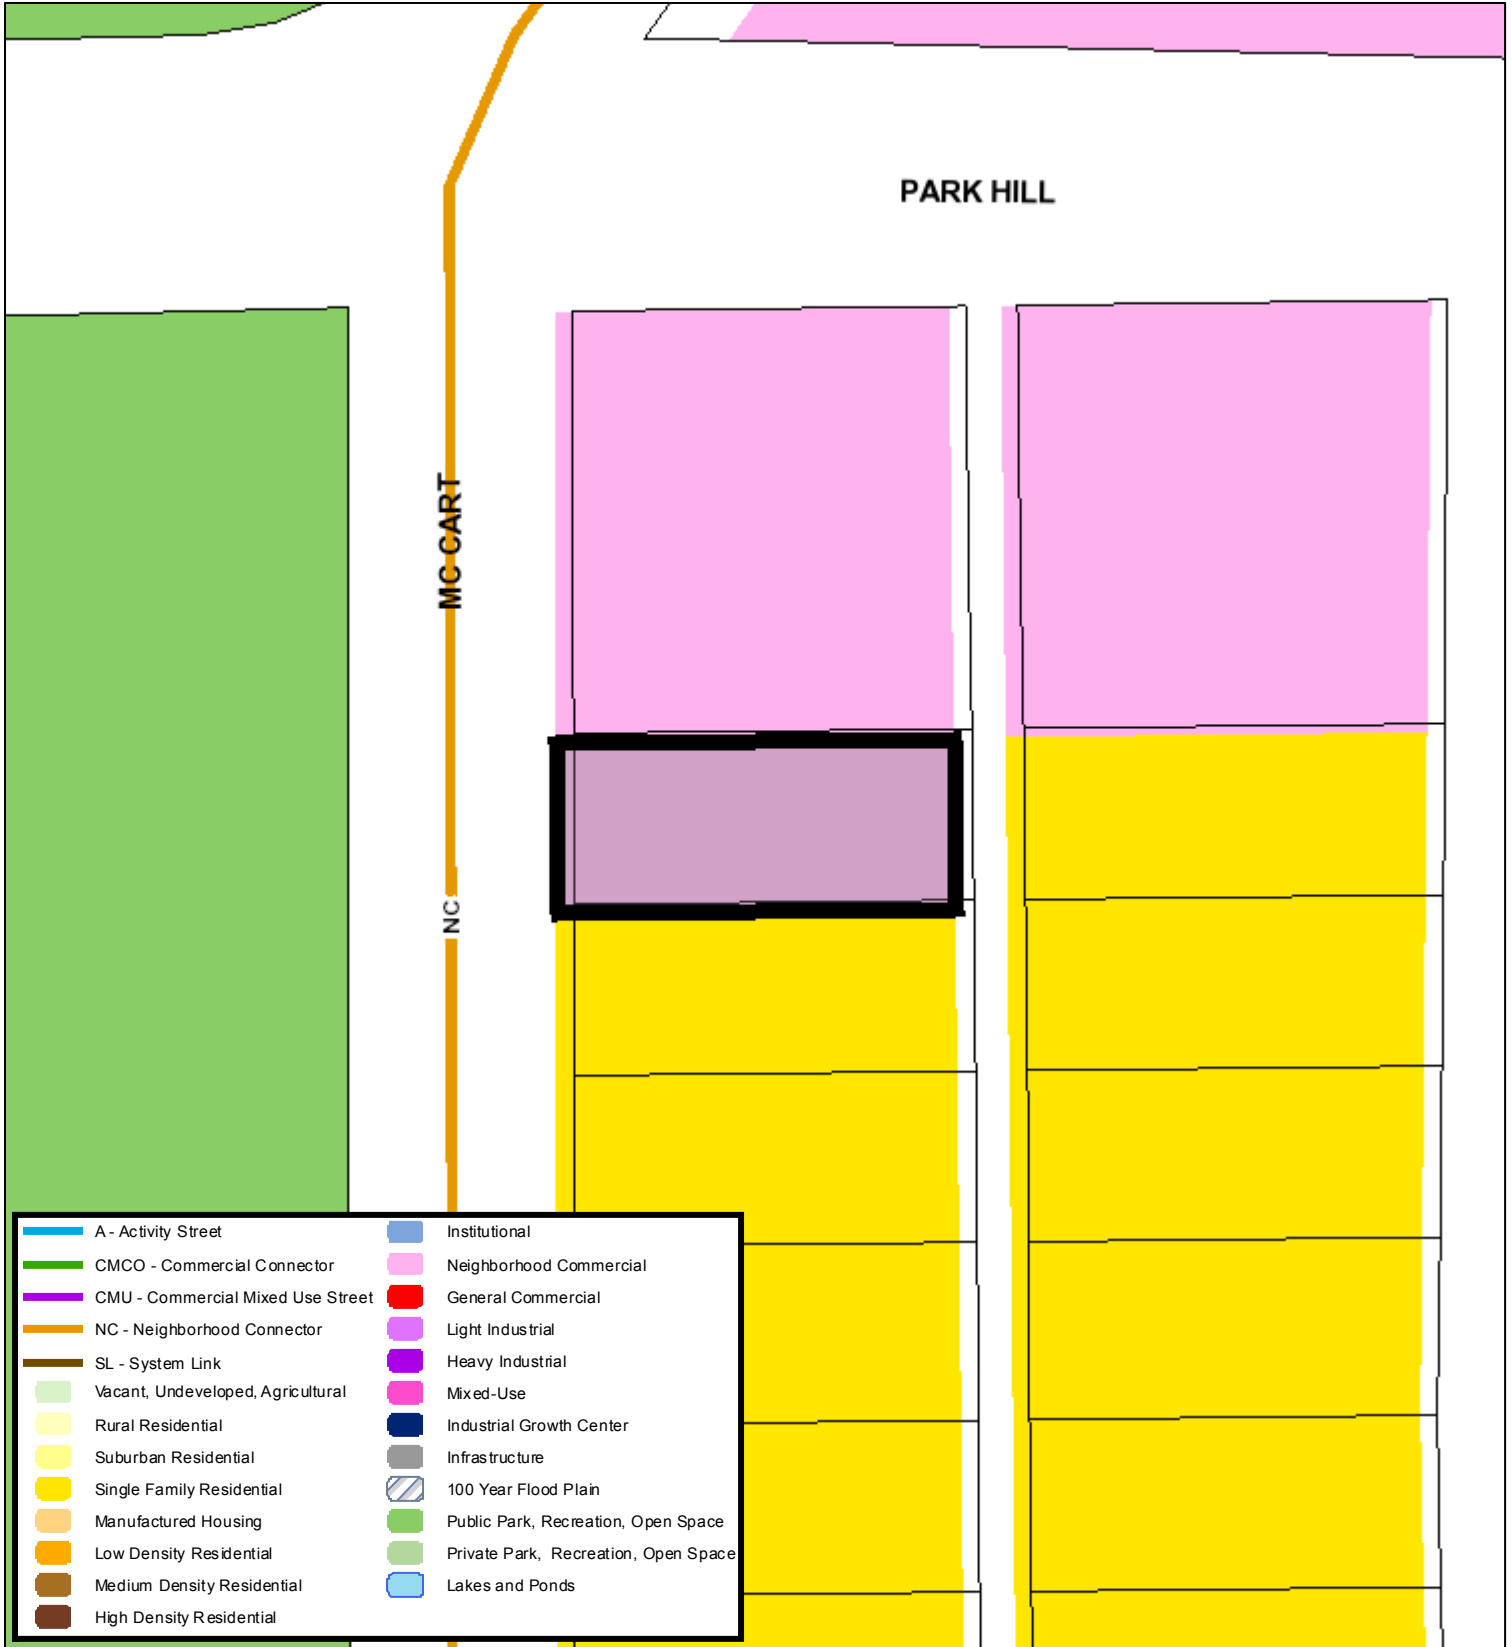 PARK HILL
MC CART
NC
A - Activity Street
CMCO - Commercial Connector
CMU - Commercial Mixed Use Street
NC - Neighborhood Connector
SL - System Link
Vacant, Undeveloped, Agricultural
Rural Residential
Suburban Residential
Single Family Residential
Manufactured Housing
Low Density Residential
Medium Density Residential
High Density Residential
Institutional
Neighborhood Commercial
General Commercial
Light Industrial
Heavy Industrial
Mixed-Use
Industrial Growth Center
Infrastructure
100 Year Flood Plain
Public Park, Recreation, Open Space
Private Park, Recreation, Open Space
Lakes and Ponds